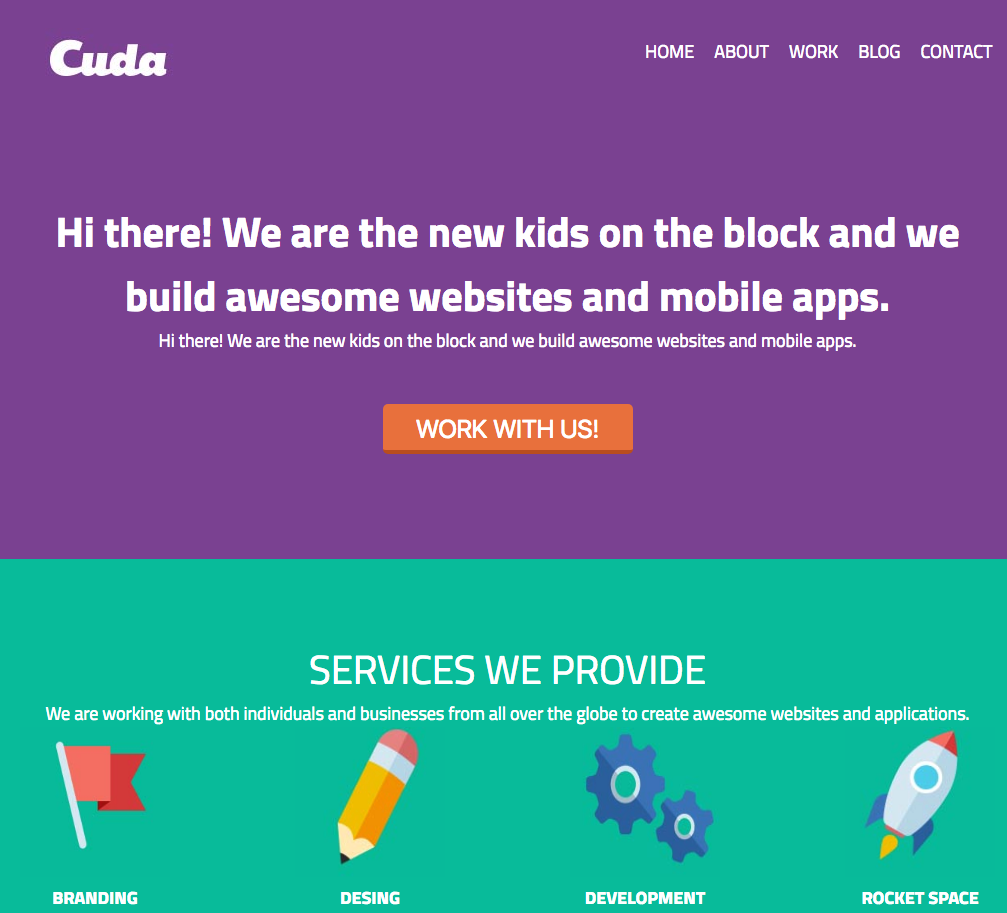 Cuda
HOME ABOUT WORK BLOG CONTACT
Hi there! We are the new kids on the block and we
build awesome websites and mobile apps.
Hi there! We are the new kids on the block and we build awesome websites and mobile apps.
WORK WITH US!
SERVICES WE PROVIDE
We are working with both individuals and businesses from all over the globe to create awesome websites and applications.
BRANDING DESING DEVELOPMENT ROCKET SPACE